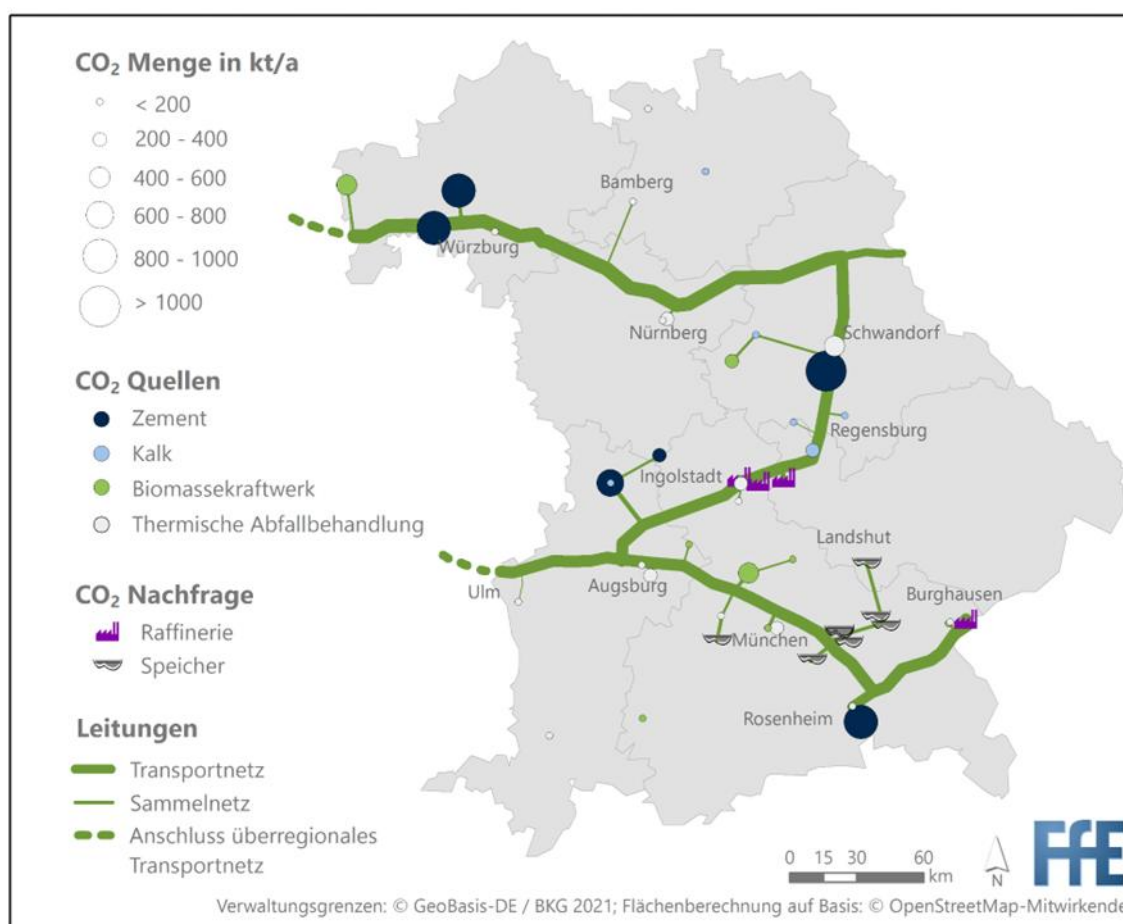 CO₂ Menge in kt/a
< 200
200 - 400
400 - 600
600 - 800
800 - 1000
> 1000
CO₂ Quellen
Zement
Kalk
Biomassekraftwerk
Thermische Abfallbehandlung
CO₂ Nachfrage
Raffinerie
Speicher
Leitungen
Transportnetz
Sammelnetz
Anschluss überregionales
Transportnetz
Bamberg
Würzburg
Nürnberg
Schwandorf
Regensburg
Ingolstadt
Landshut
Ulm
Augsburg
Burghausen
München
Rosenheim
0 15 30 60
km
N
FfE
Verwaltungsgrenzen: © GeoBasis-DE / BKG 2021; Flächenberechnung auf Basis: © OpenStreetMap-Mitwirkende